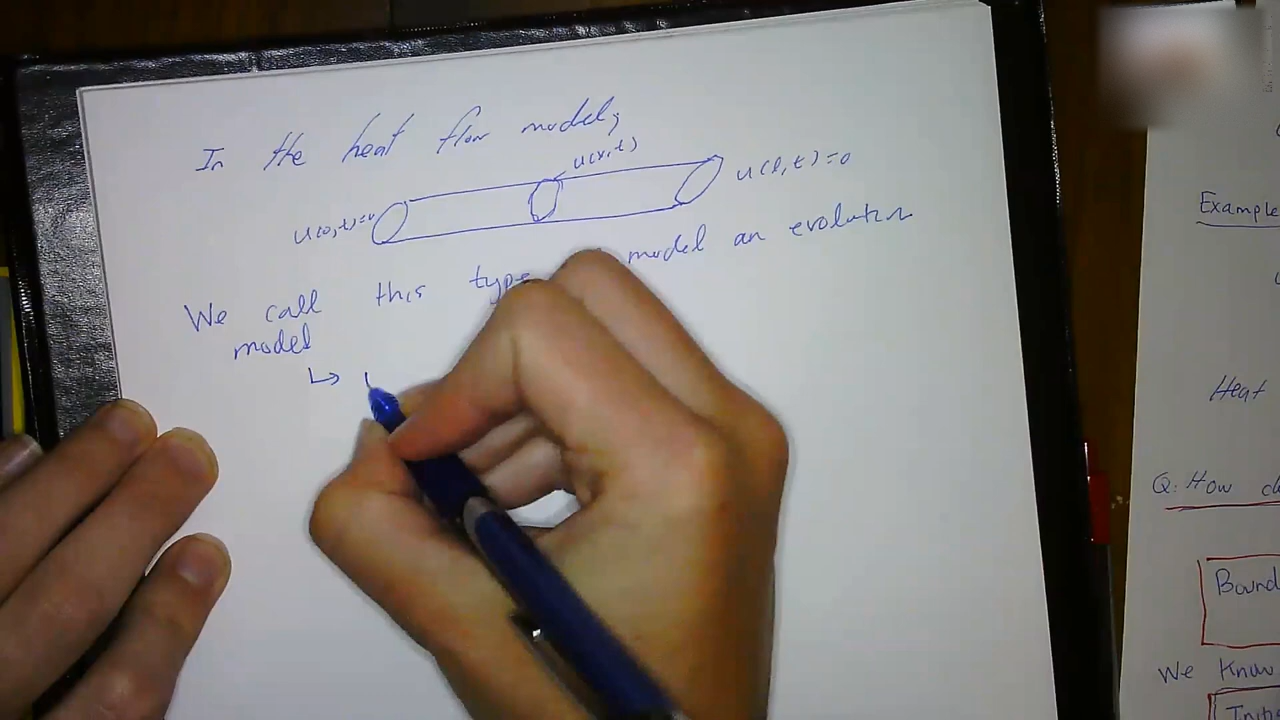 In the heat flow model,
u(x,t)
u(l,t)=0
u(0,t)=0
We call this type model an evolution
model
↳
Example
Heat
Q: How
Bound
We Know